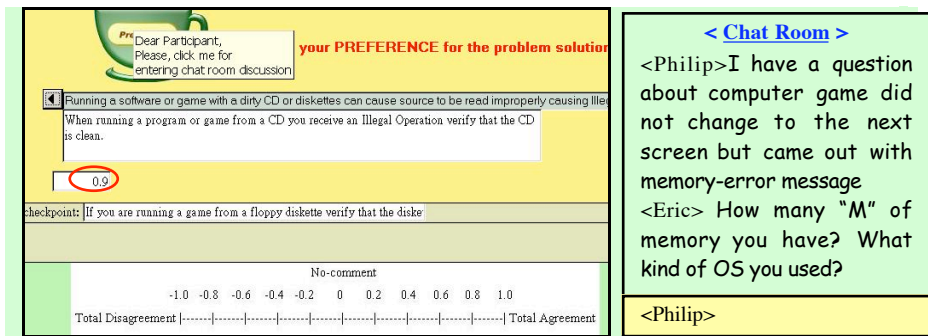 Pr
Dear Participant,
Please, click me for
entering chat room discussion
your PREFERENCE for the problem solution
Running a software or game with a dirty CD or diskettes can cause source to be read improperly causing Illeg
When running a program or game from a CD you receive an Illegal Operation verify that the CD
is clean.
0.9
checkpoint: If you are running a game from a floppy diskette verify that the diske
No-comment
-1.0 -0.8 -0.6 -0.4 -0.2 0 0.2 0.4 0.6 0.8 1.0
Total Disagreement |------|------|------|------|------|------|------|------|------|------| Total Agreement
< Chat Room >
<Philip>I have a question
about computer game did
not change to the next
screen but came out with
memory-error message
<Eric> How many “M” of
memory you have? What
kind of OS you used?
<Philip>